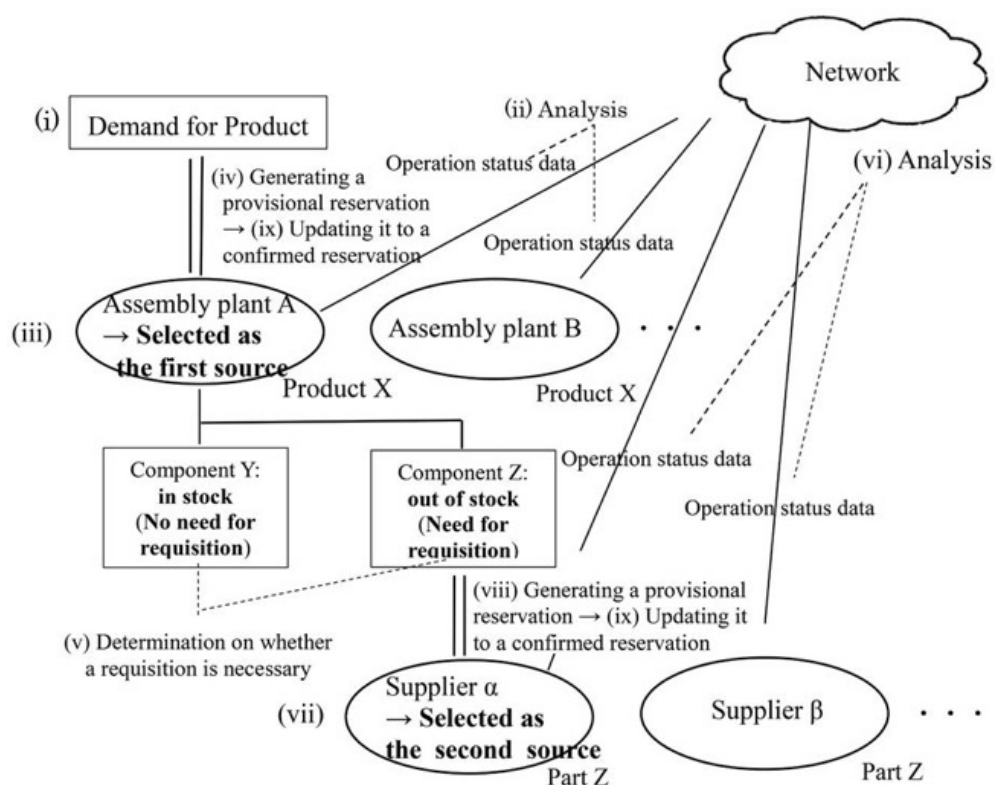 Network
(i) Demand for Product
(ii) Analysis
Operation status data
(vi) Analysis
(iv) Generating a
provisional reservation
→ (ix) Updating it to a
confirmed reservation
Operation status data
(iii)
Assembly plant A
→ Selected as
the first source
Product X
Assembly plant B
. . .
Product X
Component Y:
in stock
(No need for
requisition)
Component Z:
out of stock
(Need for
requisition)
Operation status data
Operation status data
(v) Determination on whether
a requisition is necessary
(viii) Generating a provisional
reservation → (ix) Updating it
to a confirmed reservation
(vii)
Supplier α
→ Selected as
the second source
Part Z
Supplier β
. . .
Part Z